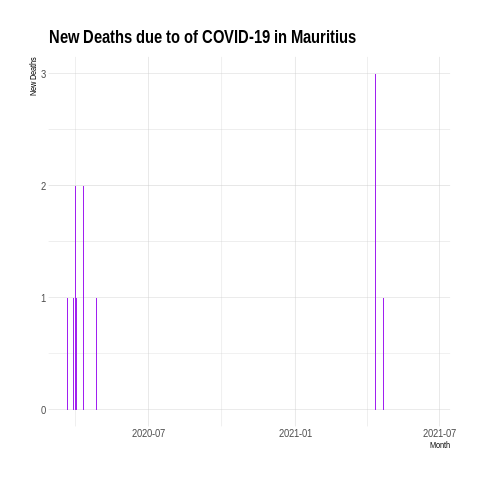 New Deaths due to of COVID-19 in Mauritius
New Deaths
3
2
1
0
2020-07
2021-01
2021-07
Month